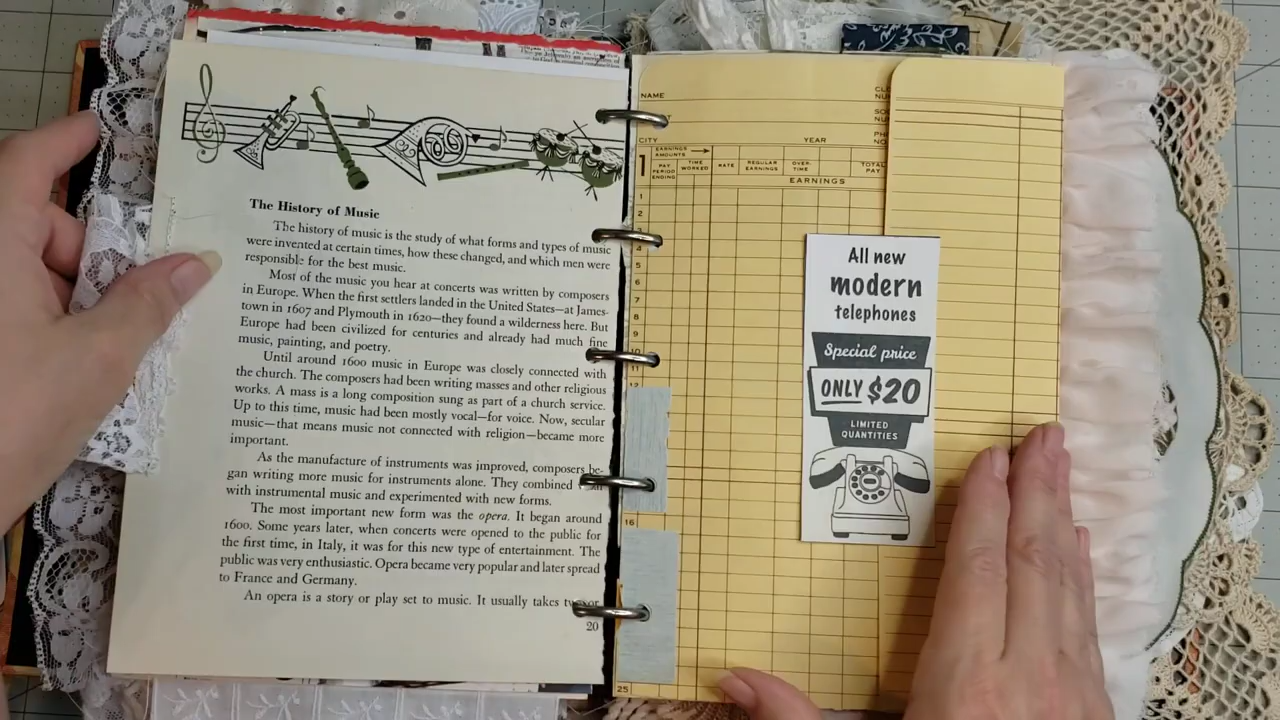 The History of Music
The history of music is the study of what forms and types of music
were invented at certain times, how these changed, and which men were
responsible for the best music.
Most of the music you hear at concerts was written by composers
in Europe. When the first settlers landed in the United States—at James-
town in 1607 and Plymouth in 1620—they found a wilderness here. But
Europe had been civilized for centuries and already had much fine
music, painting, and poetry.
Until around 1600 music in Europe was closely connected with
the church. The composers had been writing masses and other religious
works. A mass is a long composition sung as part of a church service.
Up to this time, music had been mostly vocal—for voice. Now, secular
music—that means music not connected with religion—became more
important.
As the manufacture of instruments was improved, composers be-
gan writing more music for instruments alone. They combined
with instrumental music and experimented with new forms.
The most important new form was the opera. It began around
1600. Some years later, when concerts were opened to the public for
the first time, in Italy, it was for this new type of entertainment. The
public was very enthusiastic. Opera became very popular and later spread
to France and Germany.
An opera is a story or play set to music. It usually takes
20
NAME
CITY
YEAR
EARNINGS AMOUNTS
1
PAY PERIOD ENDING
TIME WORKED
RATE
REGULAR EARNINGS
OVER-TIME
TOTAL PAY
EARNINGS
1
2
4
5
6
7
8
9
10
11
12
16
25
All new
modern
telephones
Special price
ONLY $20
LIMITED
QUANTITIES